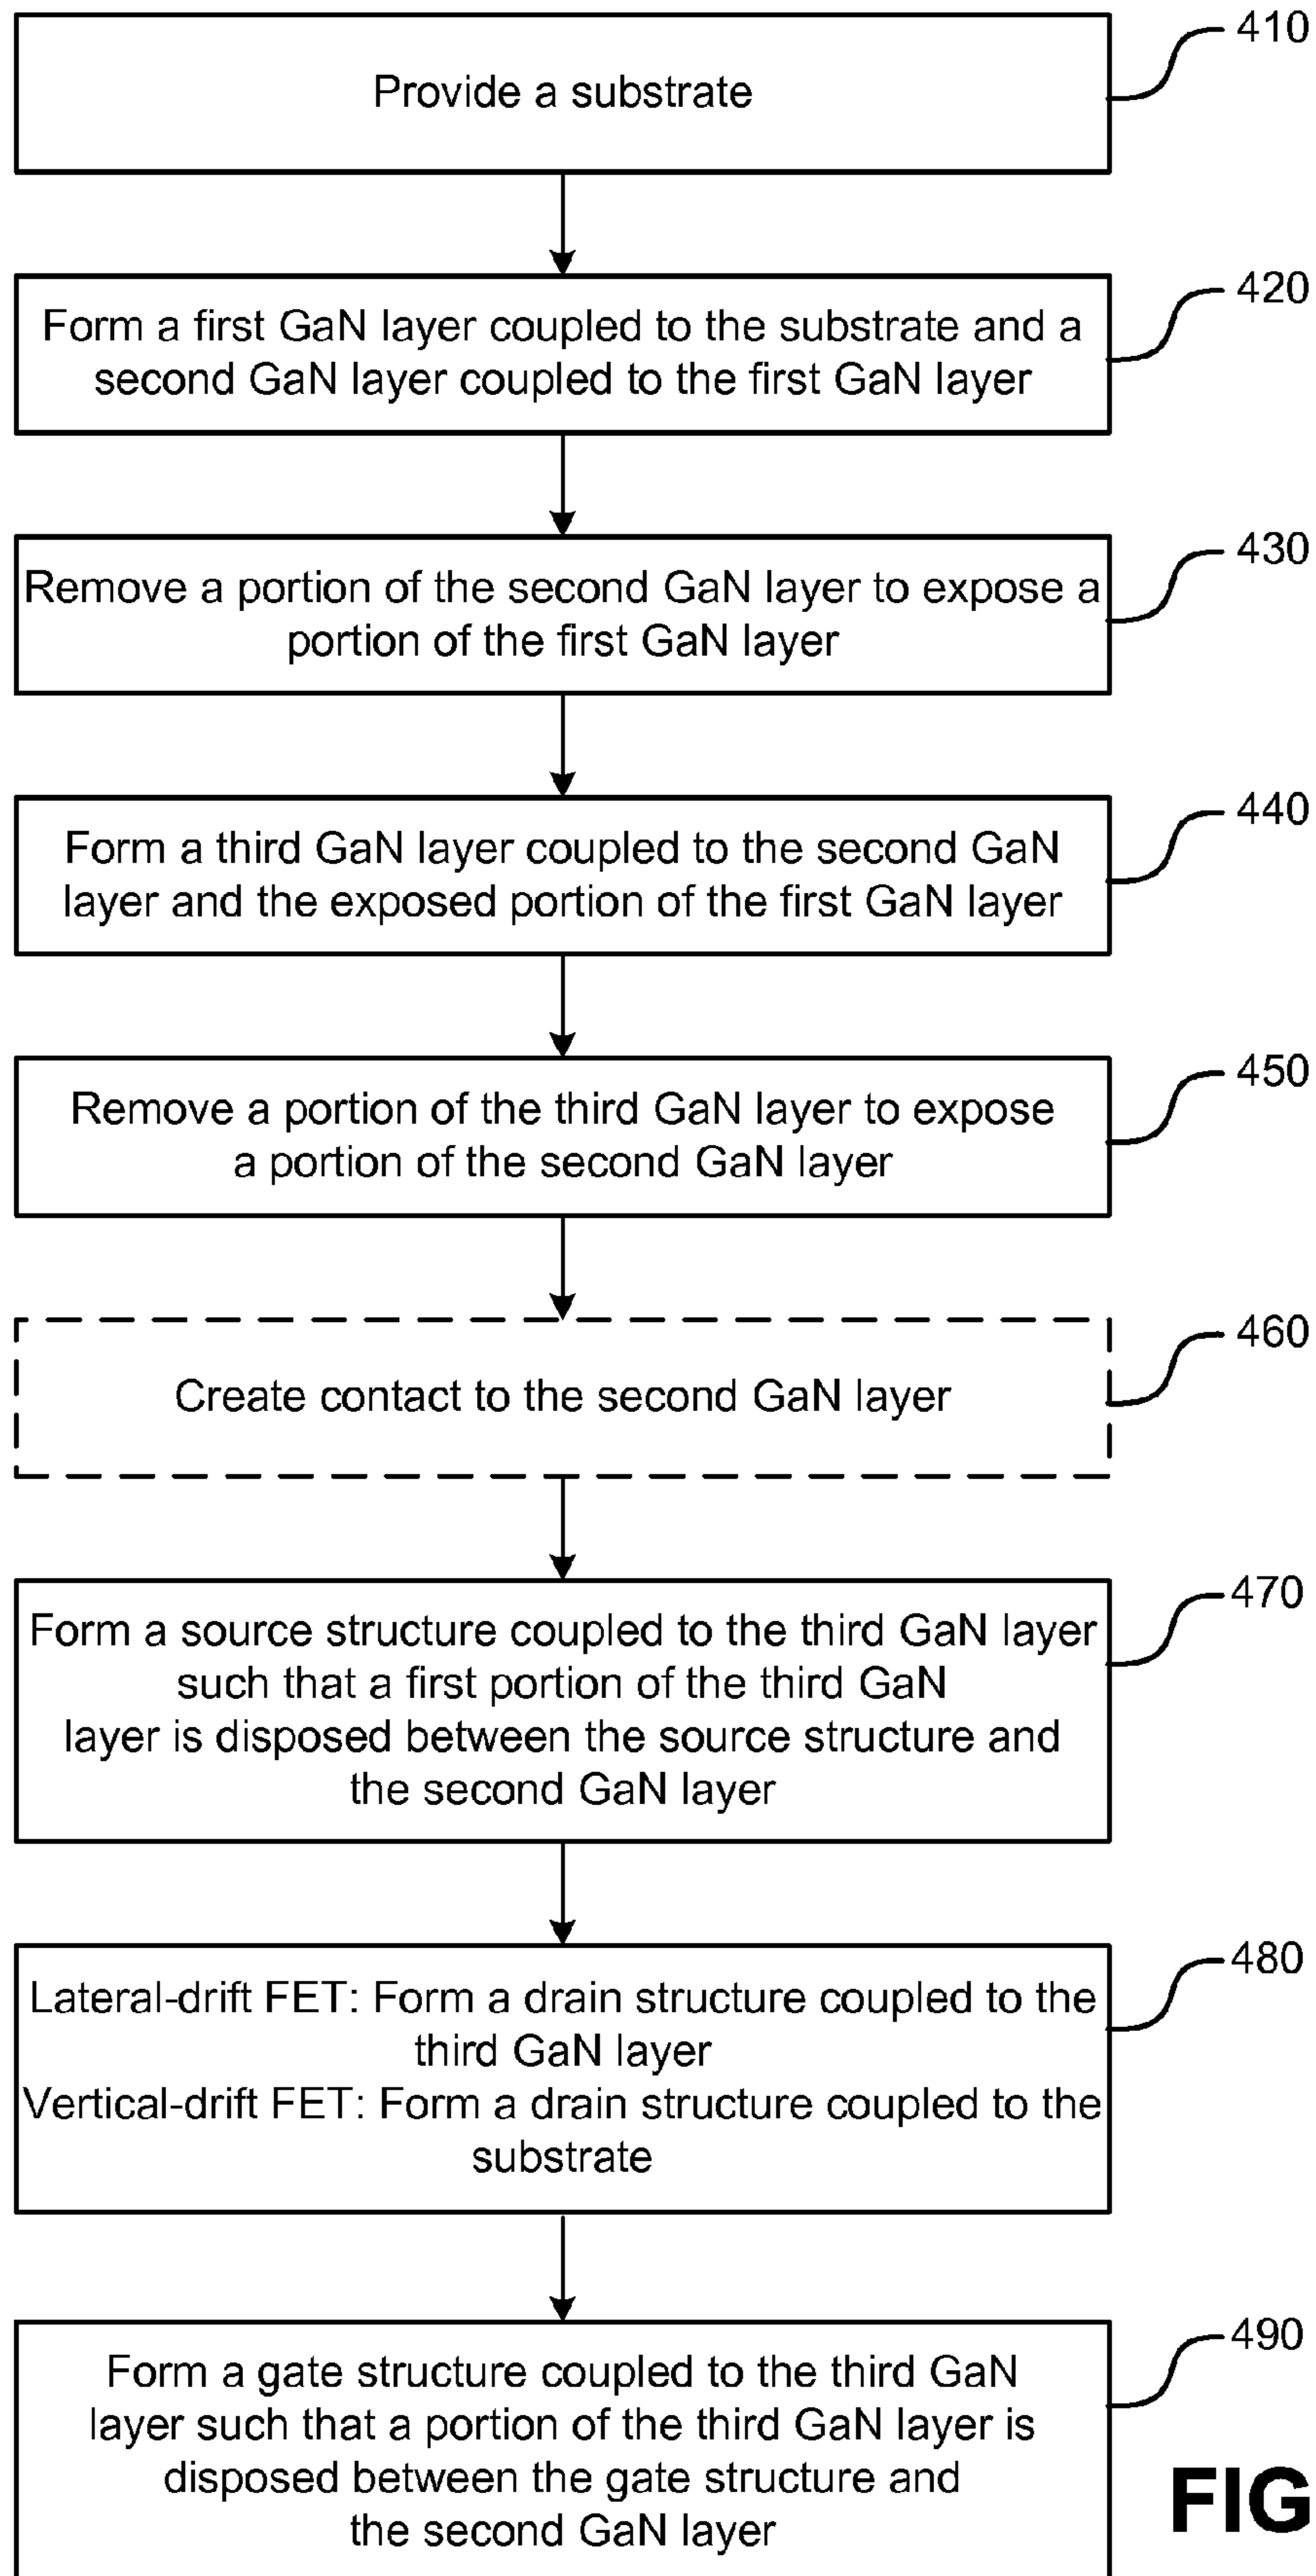 Provide a substrate
410
Form a first GaN layer coupled to the substrate and a
second GaN layer coupled to the first GaN layer
420
Remove a portion of the second GaN layer to expose a
portion of the first GaN layer
430
Form a third GaN layer coupled to the second GaN
layer and the exposed portion of the first GaN layer
440
Remove a portion of the third GaN layer to expose
a portion of the second GaN layer
450
Create contact to the second GaN layer
460
Form a source structure coupled to the third GaN layer
such that a first portion of the third GaN
layer is disposed between the source structure and
the second GaN layer
470
Lateral-drift FET: Form a drain structure coupled to the
third GaN layer
Vertical-drift FET: Form a drain structure coupled to the
substrate
480
Form a gate structure coupled to the third GaN
layer such that a portion of the third GaN layer is
disposed between the gate structure and
the second GaN layer
490
FIG